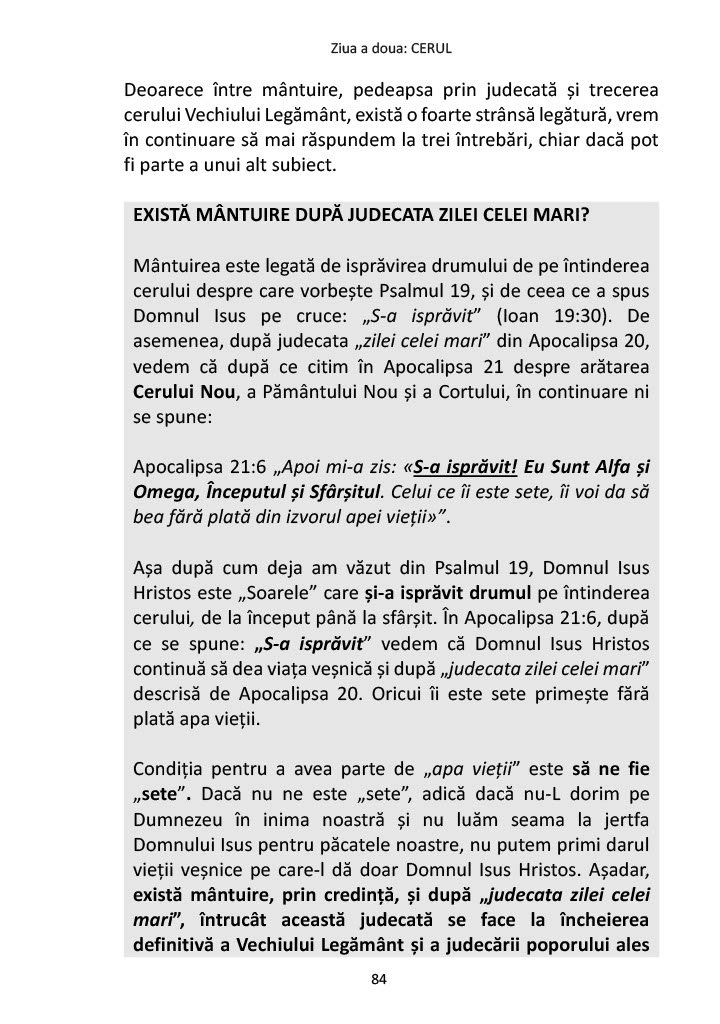 Ziua a doua: CERUL
Deoarece între mântuire, pedeapsa prin judecată și trecerea
cerului Vechiului Legământ, există o foarte strânsă legătură, vrem
în continuare să mai răspundem la trei întrebări, chiar dacă pot
fi parte a unui alt subiect.
EXISTĂ MÂNTUIRE DUPĂ JUDECATA ZILEI CELEI MARI?
Mântuirea este legată de isprăvirea drumului de pe întinderea
cerului despre care vorbește Psalmul 19, și de ceea ce a spus
Domnul Isus pe cruce: „S-a isprăvit” (Ioan 19:30). De
asemenea, după judecata „zilei celei mari” din Apocalipsa 20,
vedem că după ce citim în Apocalipsa 21 despre arătarea
Cerului Nou, a Pământului Nou și a Cortului, în continuare ni
se spune:
Apocalipsa 21:6 „Apoi mi-a zis: «S-a isprăvit! Eu Sunt Alfa și
Omega, Începutul și Sfârșitul. Celui ce îi este sete, îi voi da să
bea fără plată din izvorul apei vieții»”.
Așa după cum deja am văzut din Psalmul 19, Domnul Isus
Hristos este „Soarele” care și-a isprăvit drumul pe întinderea
cerului, de la început până la sfârșit. În Apocalipsa 21:6, după
ce se spune: „S-a isprăvit” vedem că Domnul Isus Hristos
continuă să dea viața veșnică și după „judecata zilei celei mari”
descrisă de Apocalipsa 20. Oricui îi este sete primește fără
plată apa vieții.
Condiția pentru a avea parte de „apa vieții” este să ne fie
„sete”. Dacă nu ne este „sete”, adică dacă nu-L dorim pe
Dumnezeu în inima noastră și nu luăm seama la jertfa
Domnului Isus pentru păcatele noastre, nu putem primi darul
vieții veșnice pe care-l dă doar Domnul Isus Hristos. Așadar,
există mântuire, prin credință, și după „judecata zilei celei
mari”, întrucât această judecată se face la încheierea
definitivă a Vechiului Legământ și a judecării poporului ales
84